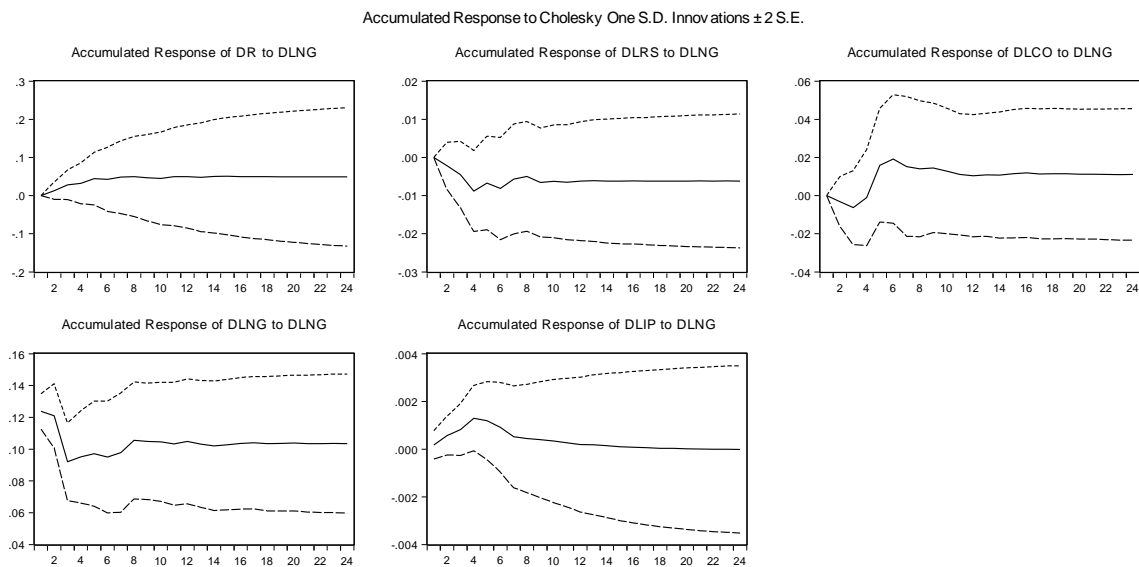 Accumulated Response to Cholesky One S.D. Innovations ± 2 S.E.
Accumulated Response of DR to DLNG
.3
.2
.1
.0
-.1
-.2
2 4 6 8 10 12 14 16 18 20 22 24
Accumulated Response of DLRS to DLNG
.02
.01
.00
-.01
-.02
-.03
2 4 6 8 10 12 14 16 18 20 22 24
Accumulated Response of DLCO to DLNG
.06
.04
.02
.00
-.02
-.04
2 4 6 8 10 12 14 16 18 20 22 24
Accumulated Response of DLNG to DLNG
.16
.14
.12
.10
.08
.06
.04
2 4 6 8 10 12 14 16 18 20 22 24
Accumulated Response of DLIP to DLNG
.004
.002
.000
-.002
-.004
2 4 6 8 10 12 14 16 18 20 22 24